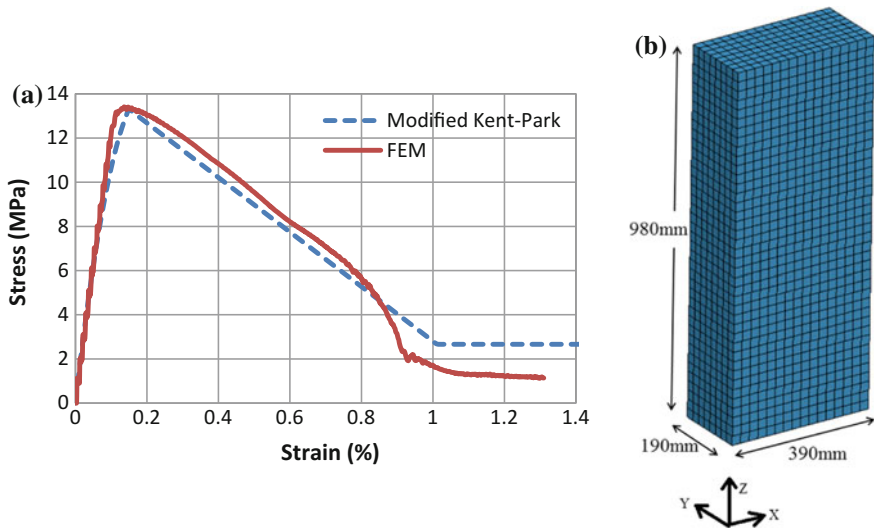 (a)
Stress (MPa)
14
12
10
8
6
4
2
0
0
0.2
0.4
0.6
0.8
1
1.2
1.4
Strain (%)
Modified Kent-Park
FEM
(b)
980mm
190mm
390mm
Z
Y
X